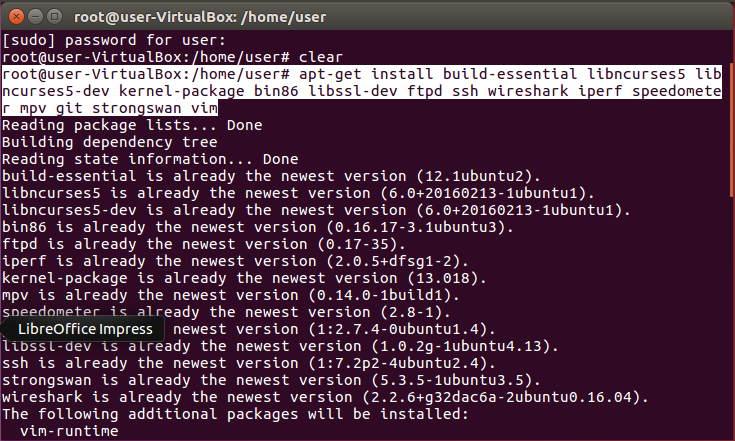 root@user-VirtualBox: /home/user
[sudo] password for user:
root@user-VirtualBox:/home/user# clear
root@user-VirtualBox:/home/user# apt-get install build-essential libncurses5 lib
ncurses5-dev kernel-package bin86 libssl-dev ftpd ssh wireshark iperf speedomete
r mpv git strongswan vim
Reading package lists... Done
Building dependency tree
Reading state information... Done
build-essential is already the newest version (12.1ubuntu2).
libncurses5 is already the newest version (6.0+20160213-1ubuntu1).
libncurses5-dev is already the newest version (6.0+20160213-1ubuntu1).
bin86 is already the newest version (0.16.17-3.1ubuntu3).
ftpd is already the newest version (0.17-35).
iperf is already the newest version (2.0.5+dfsg1-2).
kernel-package is already the newest version (13.018).
mpv is already the newest version (0.14.0-1build1).
speedometer is already the newest version (2.8-1).
LibreOffice Impress newest version (1:2.7.4-0ubuntu1.4).
libssl-dev is already the newest version (1.0.2g-1ubuntu4.13).
ssh is already the newest version (1:7.2p2-4ubuntu2.4).
strongswan is already the newest version (5.3.5-1ubuntu3.5).
wireshark is already the newest version (2.2.6+g32dac6a-2ubuntu0.16.04).
The following additional packages will be installed:
vim-runtime